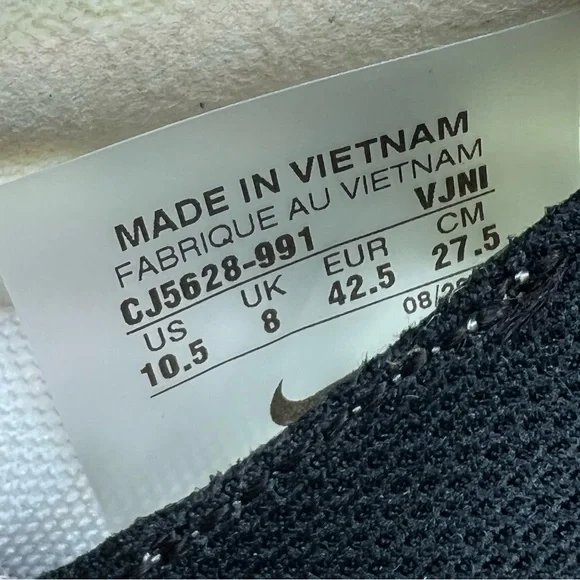 MADE IN VIETNAM
FABRIQUE AU VIETNAM
CJ5628-991 VJNI
US UK EUR CM
10.5 8 42.5 27.5